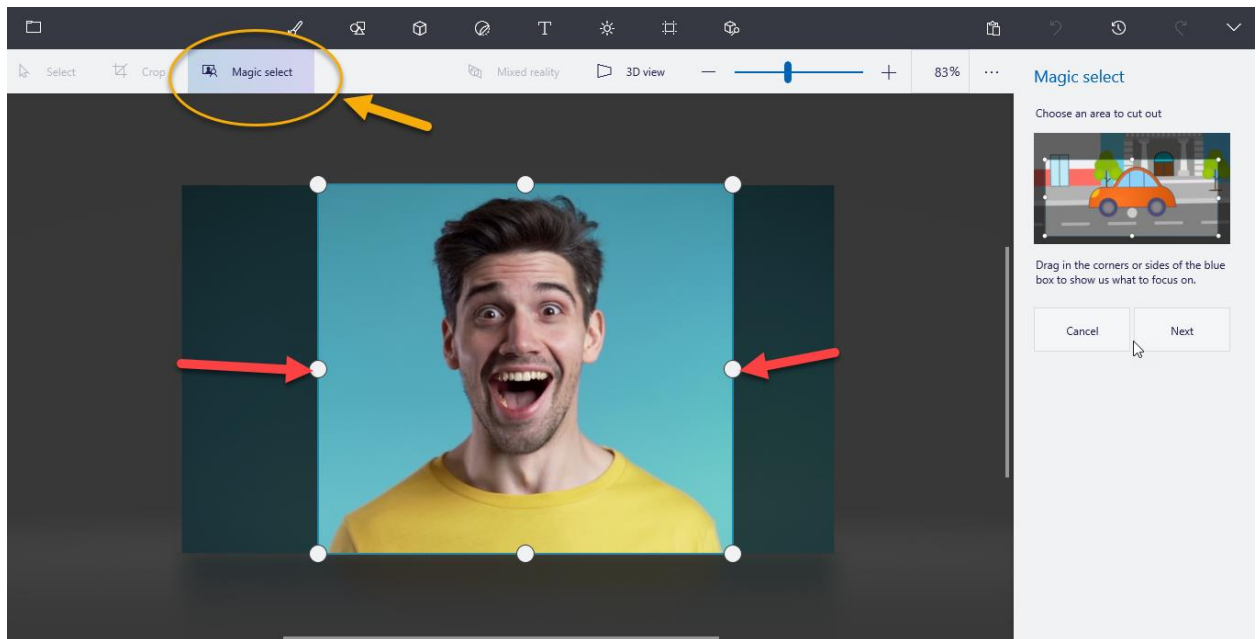 T
Select
Crop
Magic select
Mixed reality
3D view
83%
Magic select
Choose an area to cut out
Drag in the corners or sides of the blue
box to show us what to focus on.
Cancel
Next